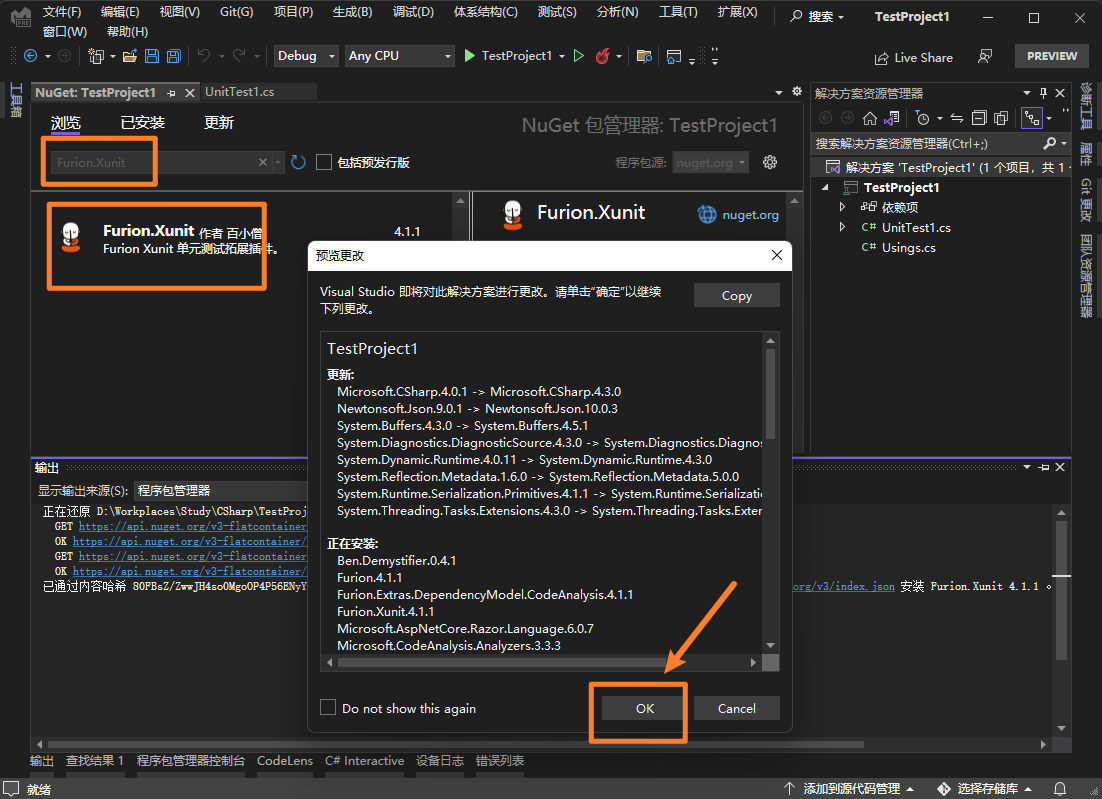 文件(F) 编辑(E) 视图(V) Git(G) 项目(P) 生成(B) 调试(D) 体系结构(C) 测试(S) 分析(N) 工具(T) 扩展(X) 搜索 TestProject1
窗口(W) 帮助(H)
Debug Any CPU TestProject1 Live Share PREVIEW
工具箱
NuGet: TestProject1 UnitTest1.cs
浏览 已安装 更新 NuGet 包管理器: TestProject1
Furion.Xunit 包括预发行版 程序包源: nuget.org
Furion.Xunit 作者 百小僧
4.1.1
Furion Xunit 单元测试拓展插件。
Furion.Xunit nuget.org
解决方案资源管理器
搜索解决方案资源管理器(Ctrl+;)
解决方案 'TestProject1' (1 个项目，共 1
TestProject1
依赖项
C# UnitTest1.cs
C# Usings.cs
诊断工具
属性
Git 更改
团队资源管理器
预览更改
Visual Studio 即将对此解决方案进行更改。请单击“确定”以继续
下列更改。
Copy
TestProject1
更新:
Microsoft.CSharp.4.0.1 -> Microsoft.CSharp.4.3.0
Newtonsoft.Json.9.0.1 -> Newtonsoft.Json.10.0.3
System.Buffers.4.3.0 -> System.Buffers.4.5.1
System.Diagnostics.DiagnosticSource.4.3.0 -> System.Diagnostics.Diagnos
System.Dynamic.Runtime.4.0.11 -> System.Dynamic.Runtime.4.3.0
System.Reflection.Metadata.1.6.0 -> System.Reflection.Metadata.5.0.0
System.Runtime.Serialization.Primitives.4.1.1 -> System.Runtime.Serializatio
System.Threading.Tasks.Extensions.4.3.0 -> System.Threading.Tasks.Exten
正在安装:
Ben.Demystifier.0.4.1
Furion.4.1.1
Furion.Extras.DependencyModel.CodeAnalysis.4.1.1
Furion.Xunit.4.1.1
Microsoft.AspNetCore.Razor.Language.6.0.7
Microsoft.CodeAnalysis.Analyzers.3.3.3
Do not show this again OK Cancel
输出
显示输出来源(S): 程序包管理器
正在还原 D:\Workplaces\Study\CSharp\TestProj
GET https://api.nuget.org/v3-flatcontainer
OK https://api.nuget.org/v3-flatcontainer/
GET https://api.nuget.org/v3-flatcontainer
OK https://api.nuget.org/v3-flatcontainer/
已通过内容哈希 8OFBsZ/ZwwJH4soOMgoOP4P56ENyY org/v3/index.json 安装 Furion.Xunit 4.1.1 。
输出 查找结果 1 程序包管理器控制台 CodeLens C# Interactive 设备日志 错误列表
就绪 添加到源代码管理 选择存储库